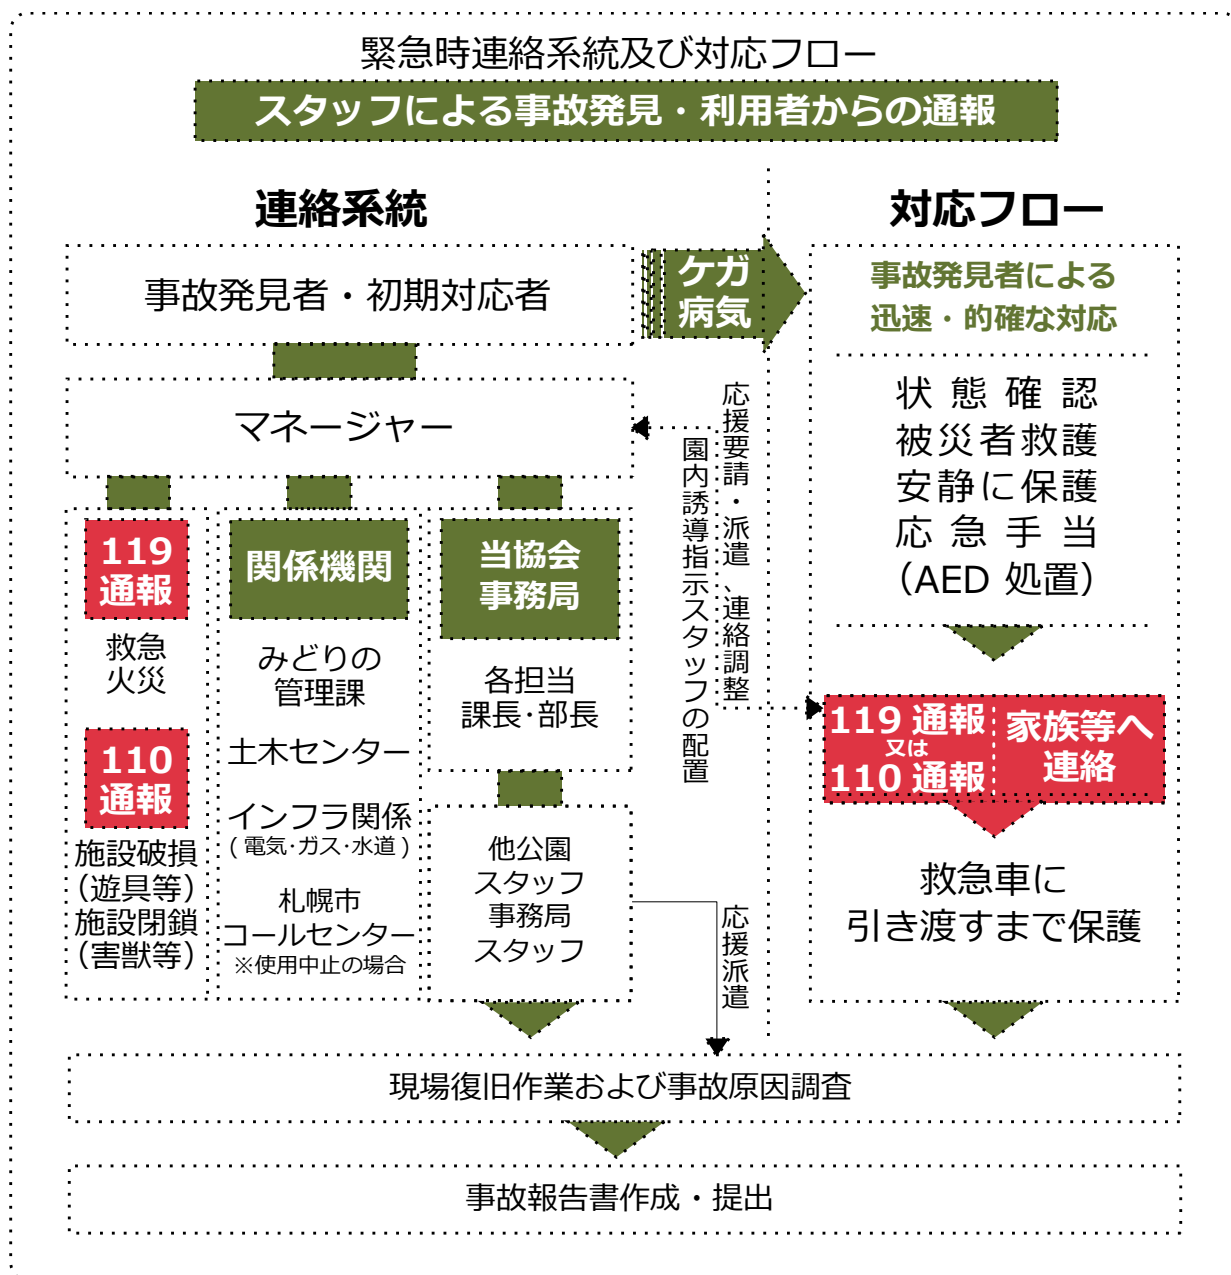 緊急時連絡系統及び対応フロー
スタッフによる事故発見・利用者からの通報
連絡系統
事故発見者・初期対応者
マネージャー
119
通報
救急
火災
110
通報
施設破損
（遊具等）
施設閉鎖
（害獣等）
関係機関
みどりの
管理課
土木センター
インフラ関係
(電気･ガス･水道)
札幌市
コールセンター
※使用中止の場合
当協会
事務局
各担当
課長･部長
他公園
スタッフ
事務局
スタッフ
ケガ
病気
応援要請・派遣、連絡調整
園内誘導指示スタッフの配置
応援派遣
対応フロー
事故発見者による
迅速・的確な対応
状態確認
被災者救護
安静に保護
応急手当
（AED 処置）
119 通報
又は
110 通報
家族等へ
連絡
救急車に
引き渡すまで保護
現場復旧作業および事故原因調査
事故報告書作成・提出